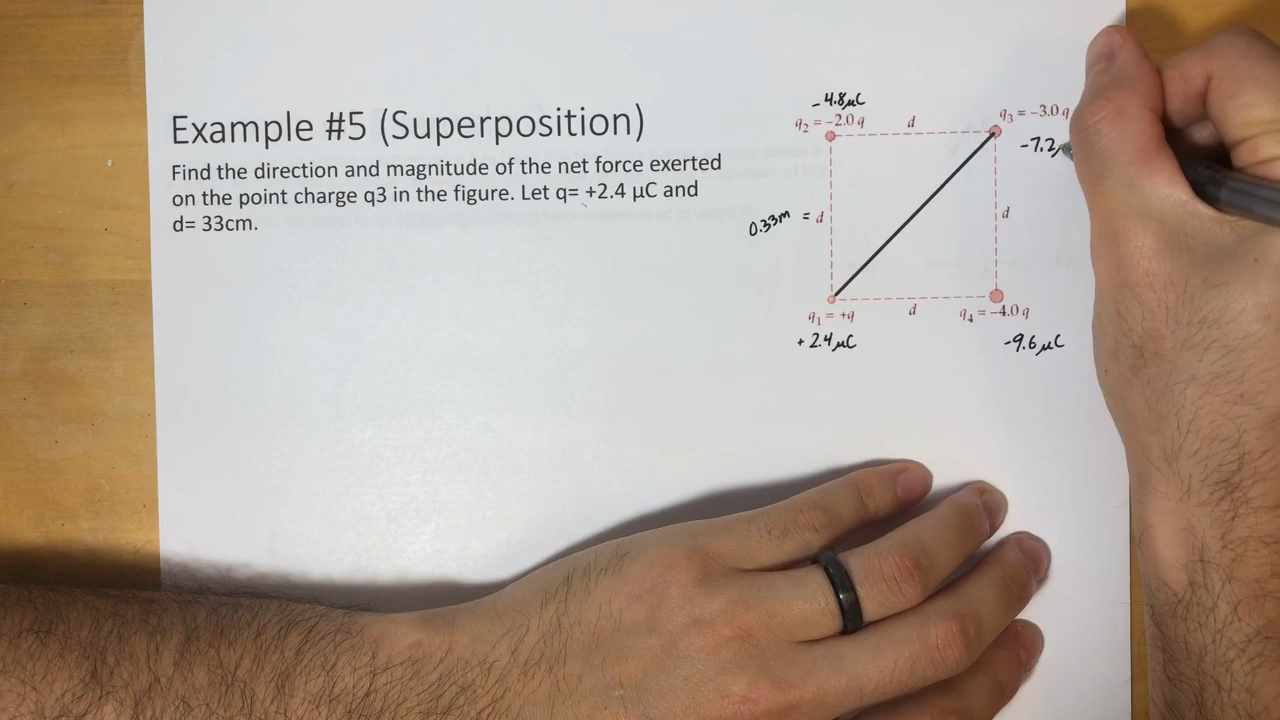 Example #5 (Superposition)
Find the direction and magnitude of the net force exerted
on the point charge q3 in the figure. Let q= +2.4 μC and
d= 33cm.
-4.8μC
q₂ = −2.0 q
d
q₃ = −3.0 q
-7.2
0.33m = d
d
q₁ = +q
d
q₄ = −4.0 q
+2.4μC
-9.6μC